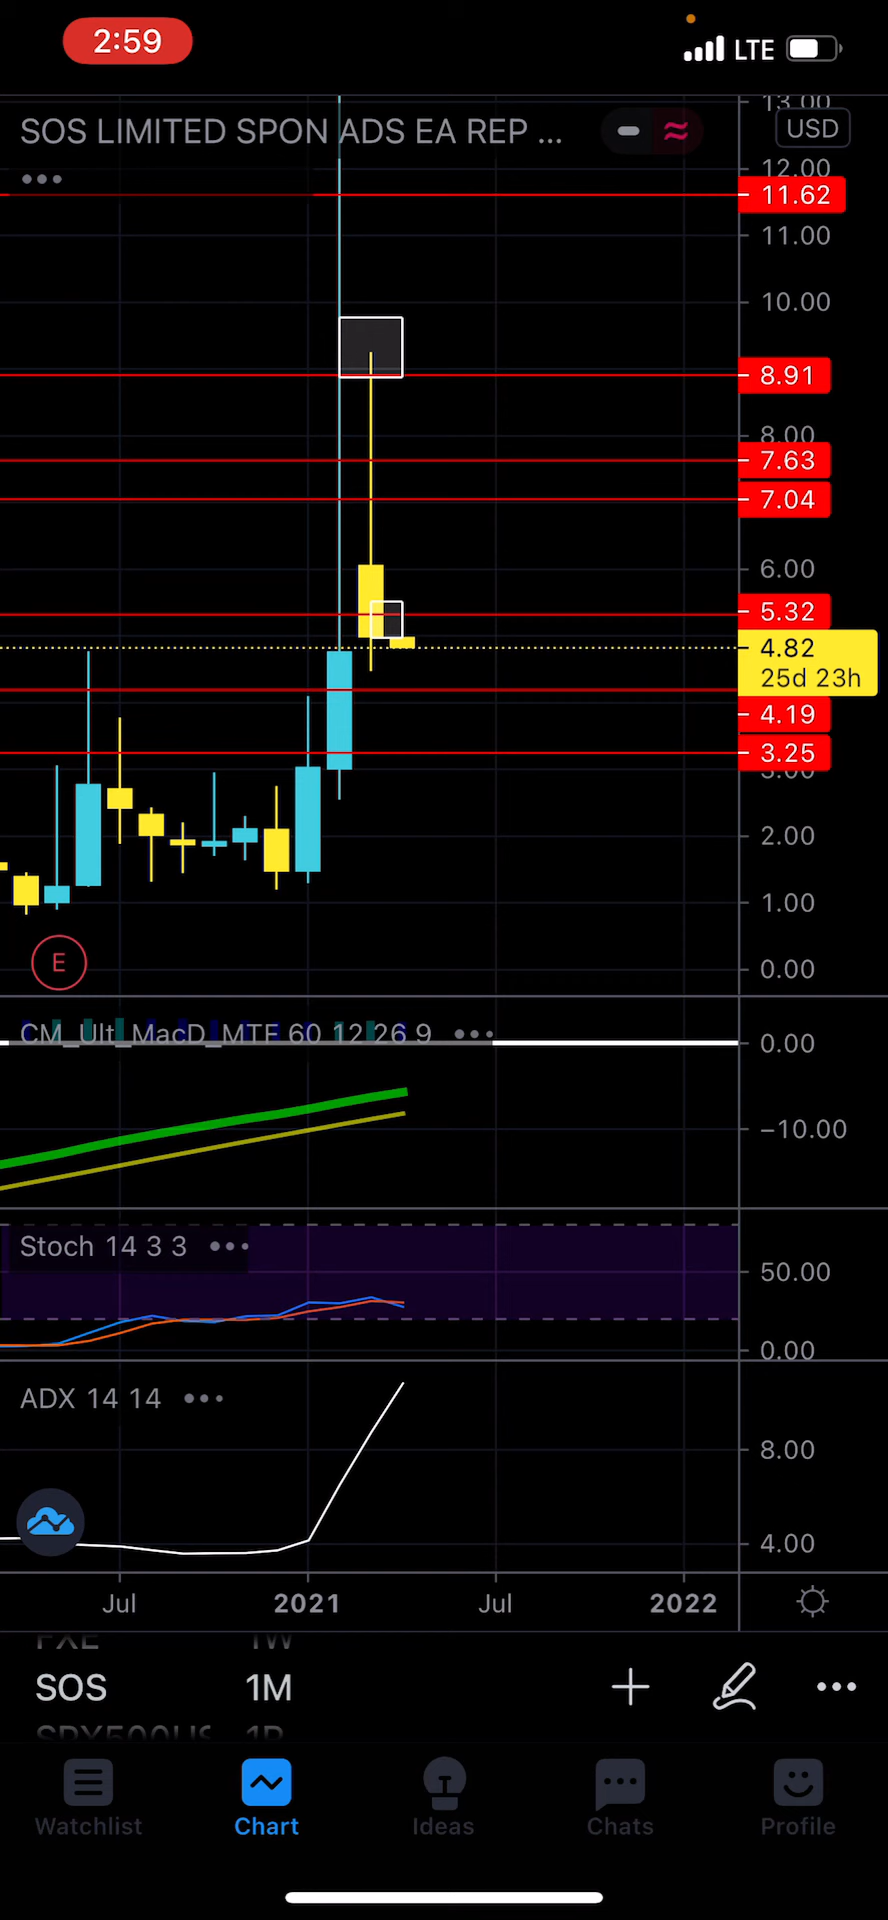 2:59
LTE
13.00
SOS LIMITED SPON ADS EA REP ...
USD
12.00
11.62
11.00
10.00
8.91
8.00
7.63
7.04
6.00
5.32
4.82
25d 23h
4.19
3.25
3.00
2.00
1.00
E
0.00
CM_Ult_MacD_MTF 60 12 26 9
0.00
−10.00
Stoch 14 3 3
50.00
0.00
ADX 14 14
8.00
4.00
Jul 2021 Jul 2022
FXE 1W
SOS 1M
Watchlist Chart Ideas Chats Profile